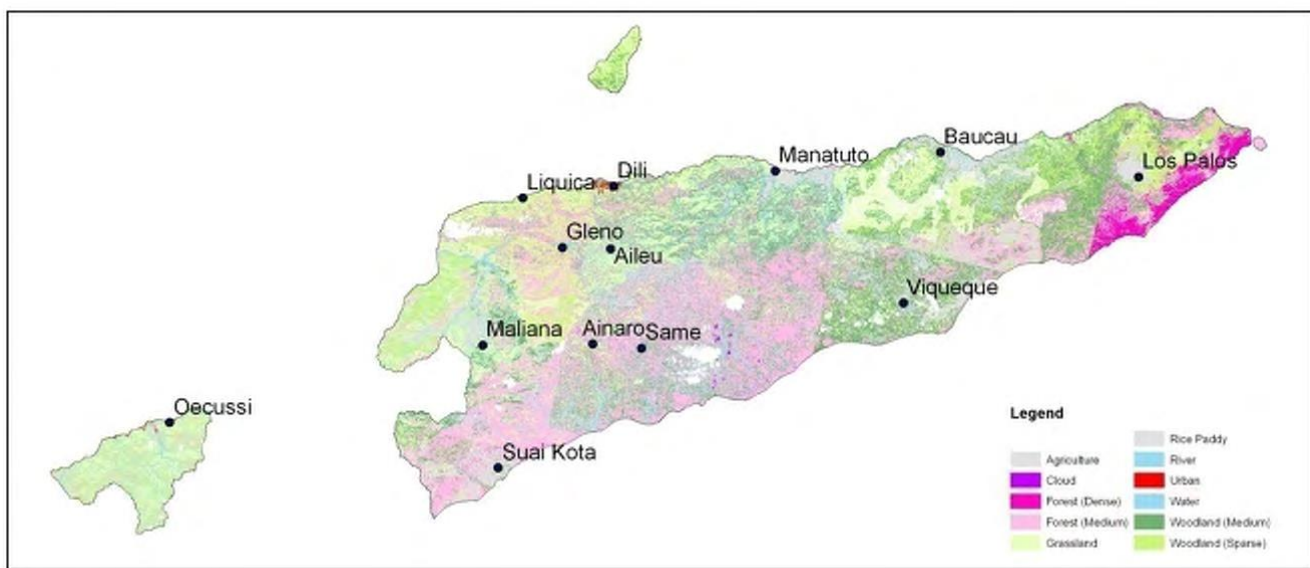 Baucau
Manatuto
Los Palos
Dili
Liquica
Gleno
Aileu
Viqueque
Maliana
Ainaro
Same
Oecussi
Suai Kota
Legend
Agriculture
Cloud
Forest (Dense)
Forest (Medium)
Grassland
Rice Paddy
River
Urban
Water
Woodland (Medium)
Woodland (Sparse)